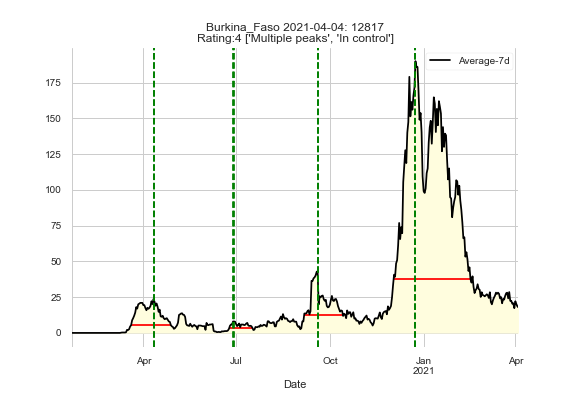 Burkina_Faso 2021-04-04: 12817
Rating:4 ['Multiple peaks', 'In control']
Average-7d
175
150
125
100
75
50
25
0
Apr
Jul
Oct
Jan
2021
Apr
Date